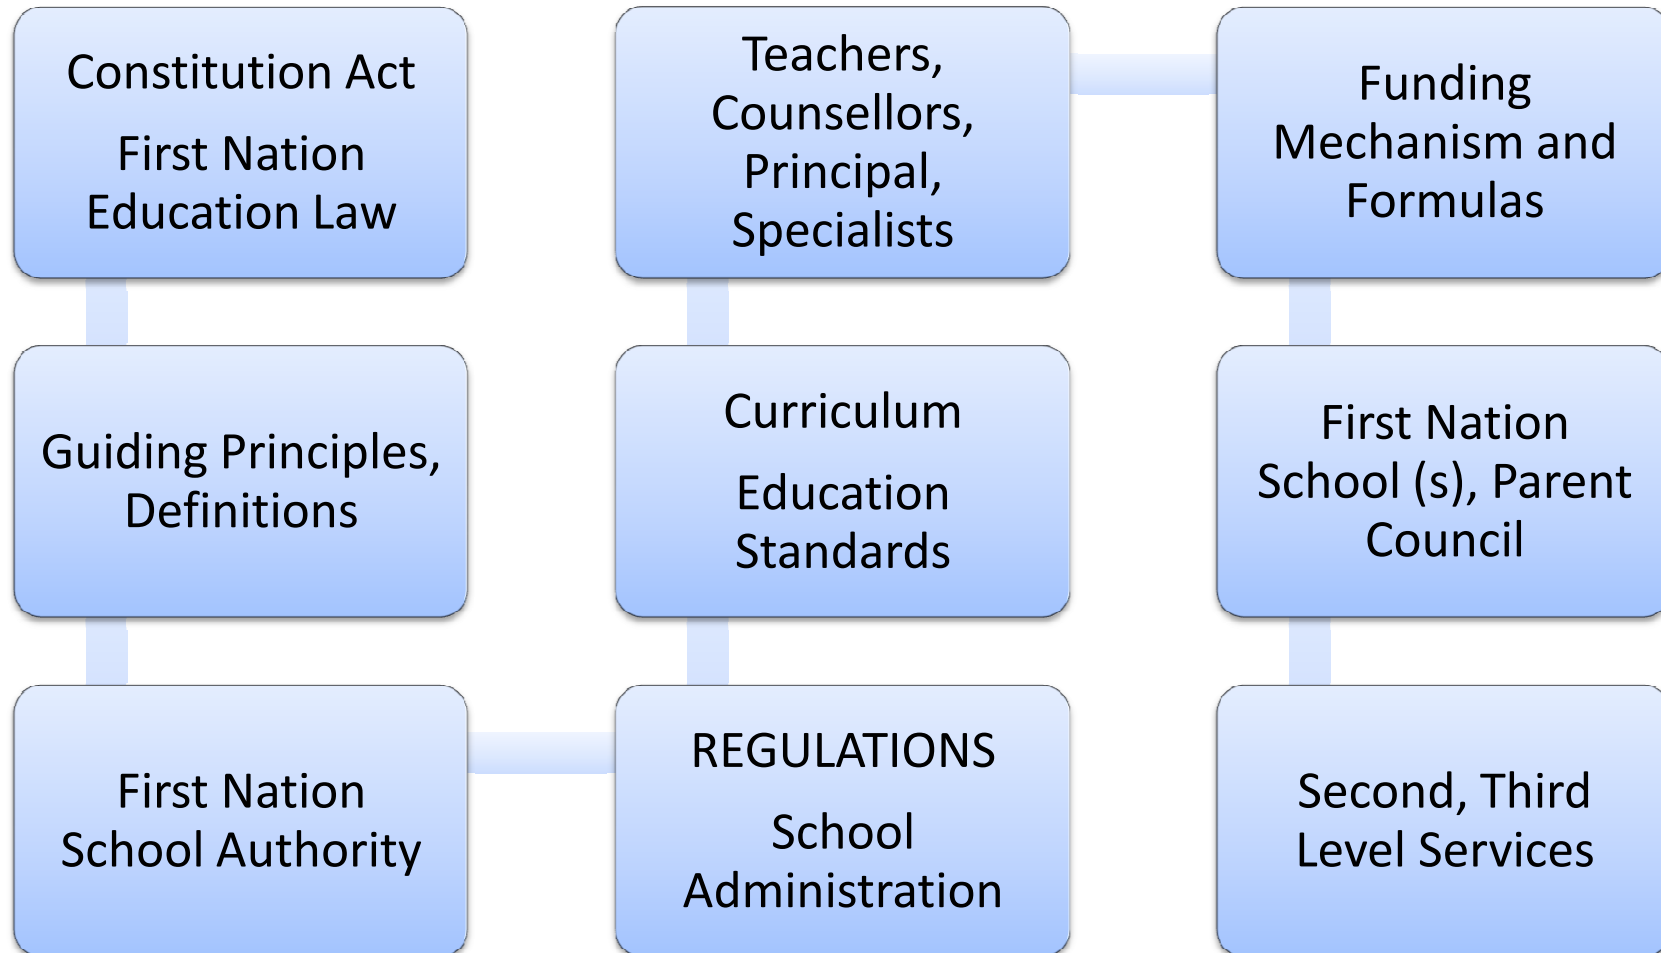 Constitution Act
First Nation
Education Law
Guiding Principles,
Definitions
First Nation
School Authority
REGULATIONS
School
Administration
Curriculum
Education
Standards
Teachers,
Counsellors,
Principal,
Specialists
Funding
Mechanism and
Formulas
First Nation
School (s), Parent
Council
Second, Third
Level Services